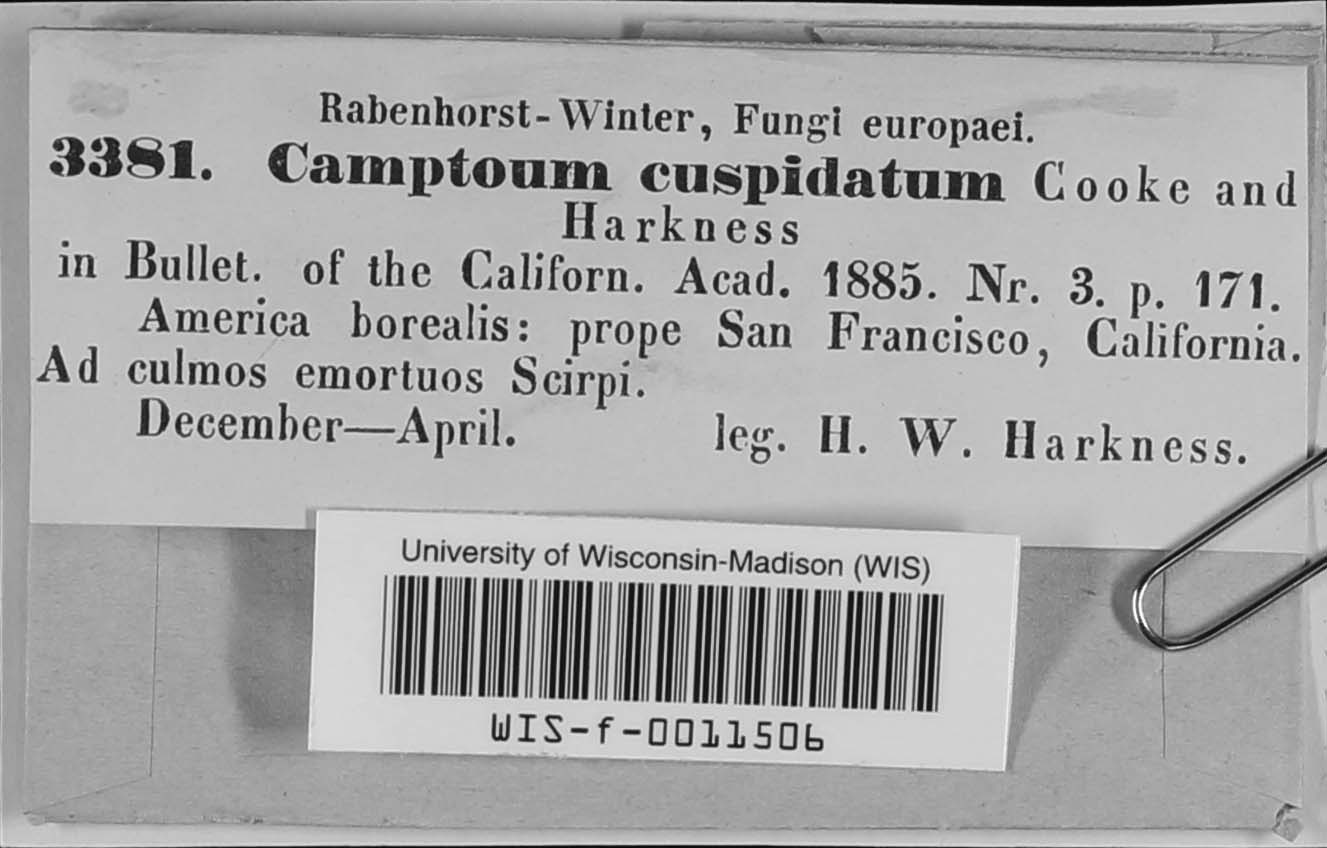 Rabenhorst-Winter, Fungi europaei.
3381. Camptoum cuspidatum Cooke and
Harkness
in Bullet. of the Californ. Acad. 1885. Nr. 3. p. 171.
America borealis: prope San Francisco, California.
Ad culmos emortuos Scirpi.
December—April. leg. H. W. Harkness.
University of Wisconsin-Madison (WIS)
WIS-f-0011506